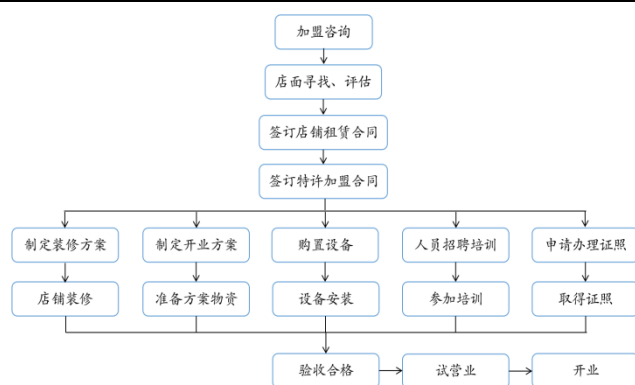 加盟咨询
店面寻找、评估
签订店铺租赁合同
签订特许加盟合同
制定装修方案
制定开业方案
购置设备
人员招聘培训
申请办理证照
店铺装修
准备方案物资
设备安装
参加培训
取得证照
验收合格
试营业
开业